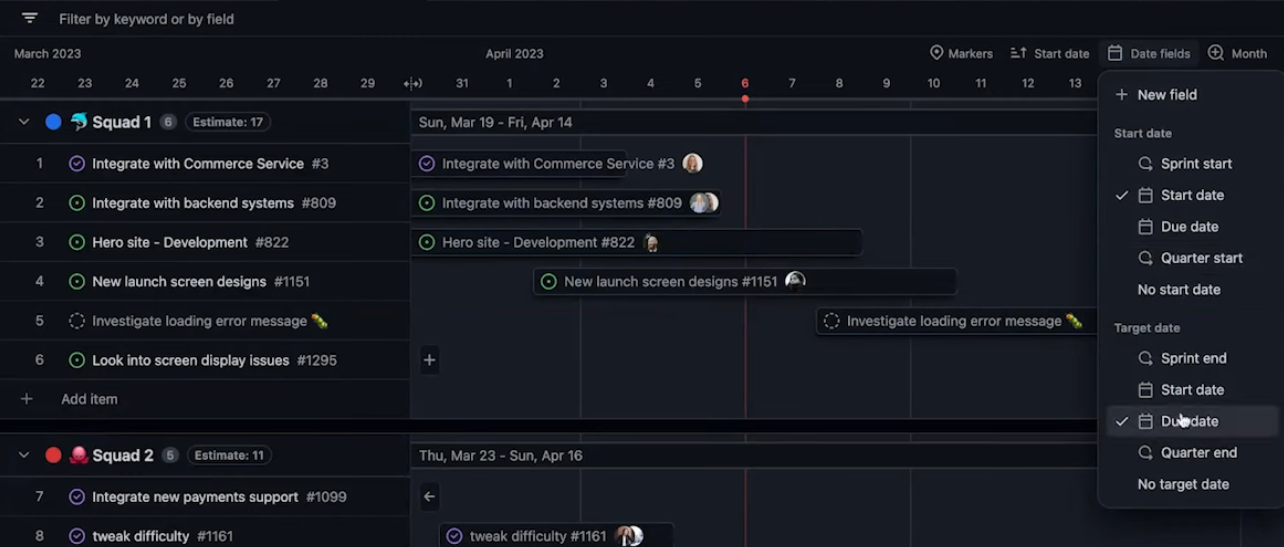 Filter by keyword or by field
March 2023 April 2023 Markers Start date Date fields Month
22 23 24 25 26 27 28 29 31 1 2 3 4 5 6 7 8 9 10 11 12 13
New field
Squad 1 6 Estimate: 17 Sun, Mar 19 - Fri, Apr 14
Start date
1 Integrate with Commerce Service #3 Integrate with Commerce Service #3
Sprint start
2 Integrate with backend systems #809 Integrate with backend systems #809
Start date
Due date
3 Hero site - Development #822 Hero site - Development #822
Quarter start
4 New launch screen designs #1151 New launch screen designs #1151
No start date
5 Investigate loading error message Investigate loading error message
Target date
6 Look into screen display issues #1295
Sprint end
Start date
Add item
Due date
Squad 2 5 Estimate: 11 Thu, Mar 23 - Sun, Apr 16
Quarter end
No target date
7 Integrate new payments support #1099
8 tweak difficulty #1161 tweak difficulty #1161